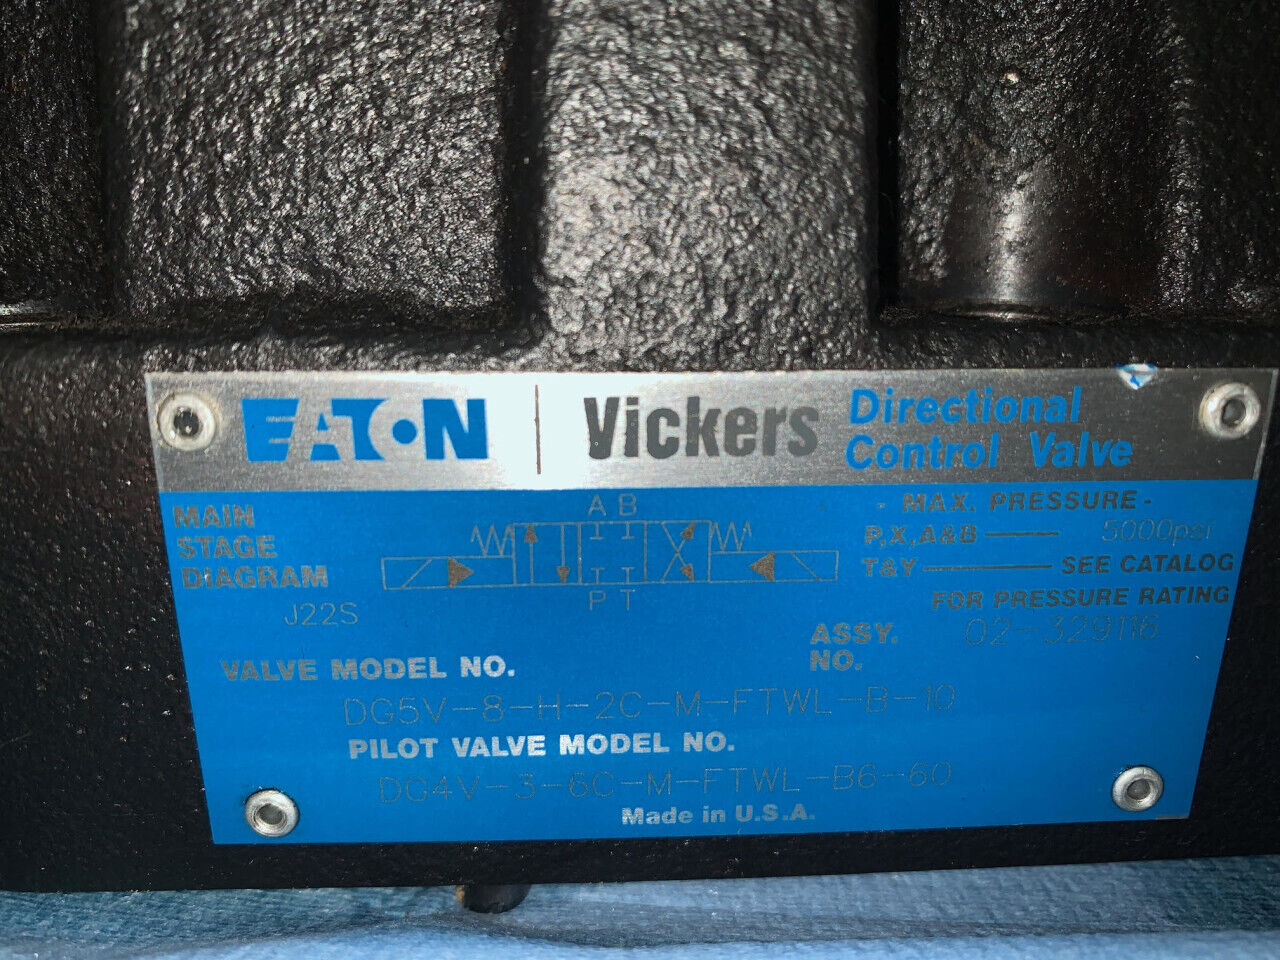 EATON | Vickers Directional
Control Valve
MAIN
STAGE
DIAGRAM
J22S
A B
P T
- MAX. PRESSURE -
P,X,A&B —— 5000psi
T&Y —— SEE CATALOG
FOR PRESSURE RATING
ASSY. NO. 02-329116
VALVE MODEL NO.
DG5V-8-H-2C-M-FTWL-B-10
PILOT VALVE MODEL NO.
DG4V-3-6C-M-FTWL-B6-60
Made in U.S.A.